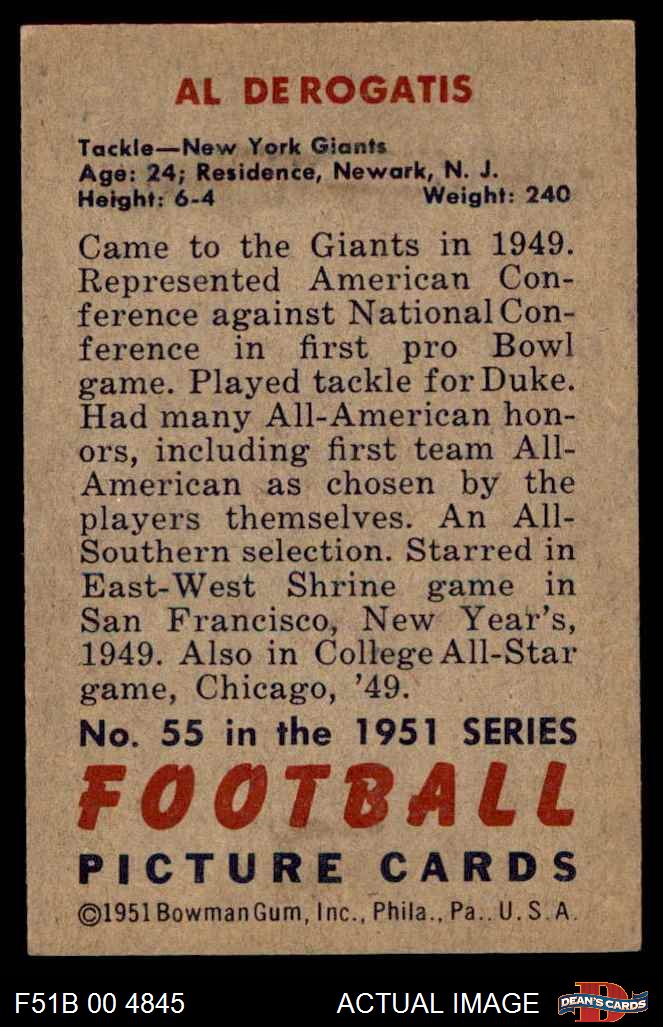 AL DE ROGATIS
Tackle—New York Giants
Age: 24; Residence, Newark, N. J.
Height: 6-4 Weight: 240
Came to the Giants in 1949.
Represented American Con-
ference against National Con-
ference in first pro Bowl
game. Played tackle for Duke.
Had many All-American hon-
ors, including first team All-
American as chosen by the
players themselves. An All-
Southern selection. Starred in
East-West Shrine game in
San Francisco, New Year's,
1949. Also in College All-Star
game, Chicago, '49.
No. 55 in the 1951 SERIES
FOOTBALL
PICTURE CARDS
©1951 Bowman Gum, Inc., Phila., Pa.. U. S. A.
F51B 00 4845 ACTUAL IMAGE D DEAN'S CARDS